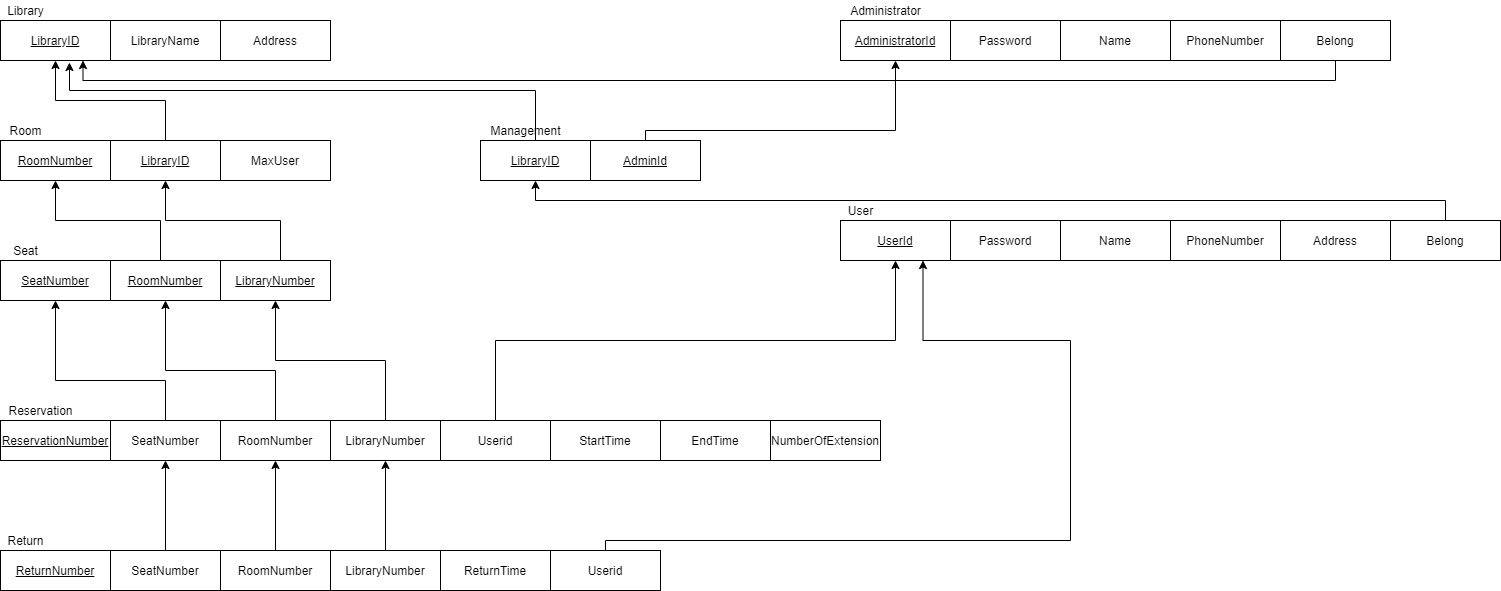 Library
LibraryID LibraryName Address
Administrator
AdministratorId Password Name PhoneNumber Belong
Room
RoomNumber LibraryID MaxUser
Management
LibraryID AdminId
User
UserId Password Name PhoneNumber Address Belong
Seat
SeatNumber RoomNumber LibraryNumber
Reservation
ReservationNumber SeatNumber RoomNumber LibraryNumber Userid StartTime EndTime NumberOfExtension
Return
ReturnNumber SeatNumber RoomNumber LibraryNumber ReturnTime Userid